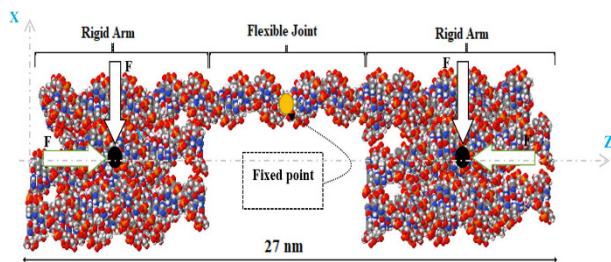 X
Rigid Arm
Flexible Joint
Rigid Arm
F
F
F
F
Z
Fixed point
27 nm